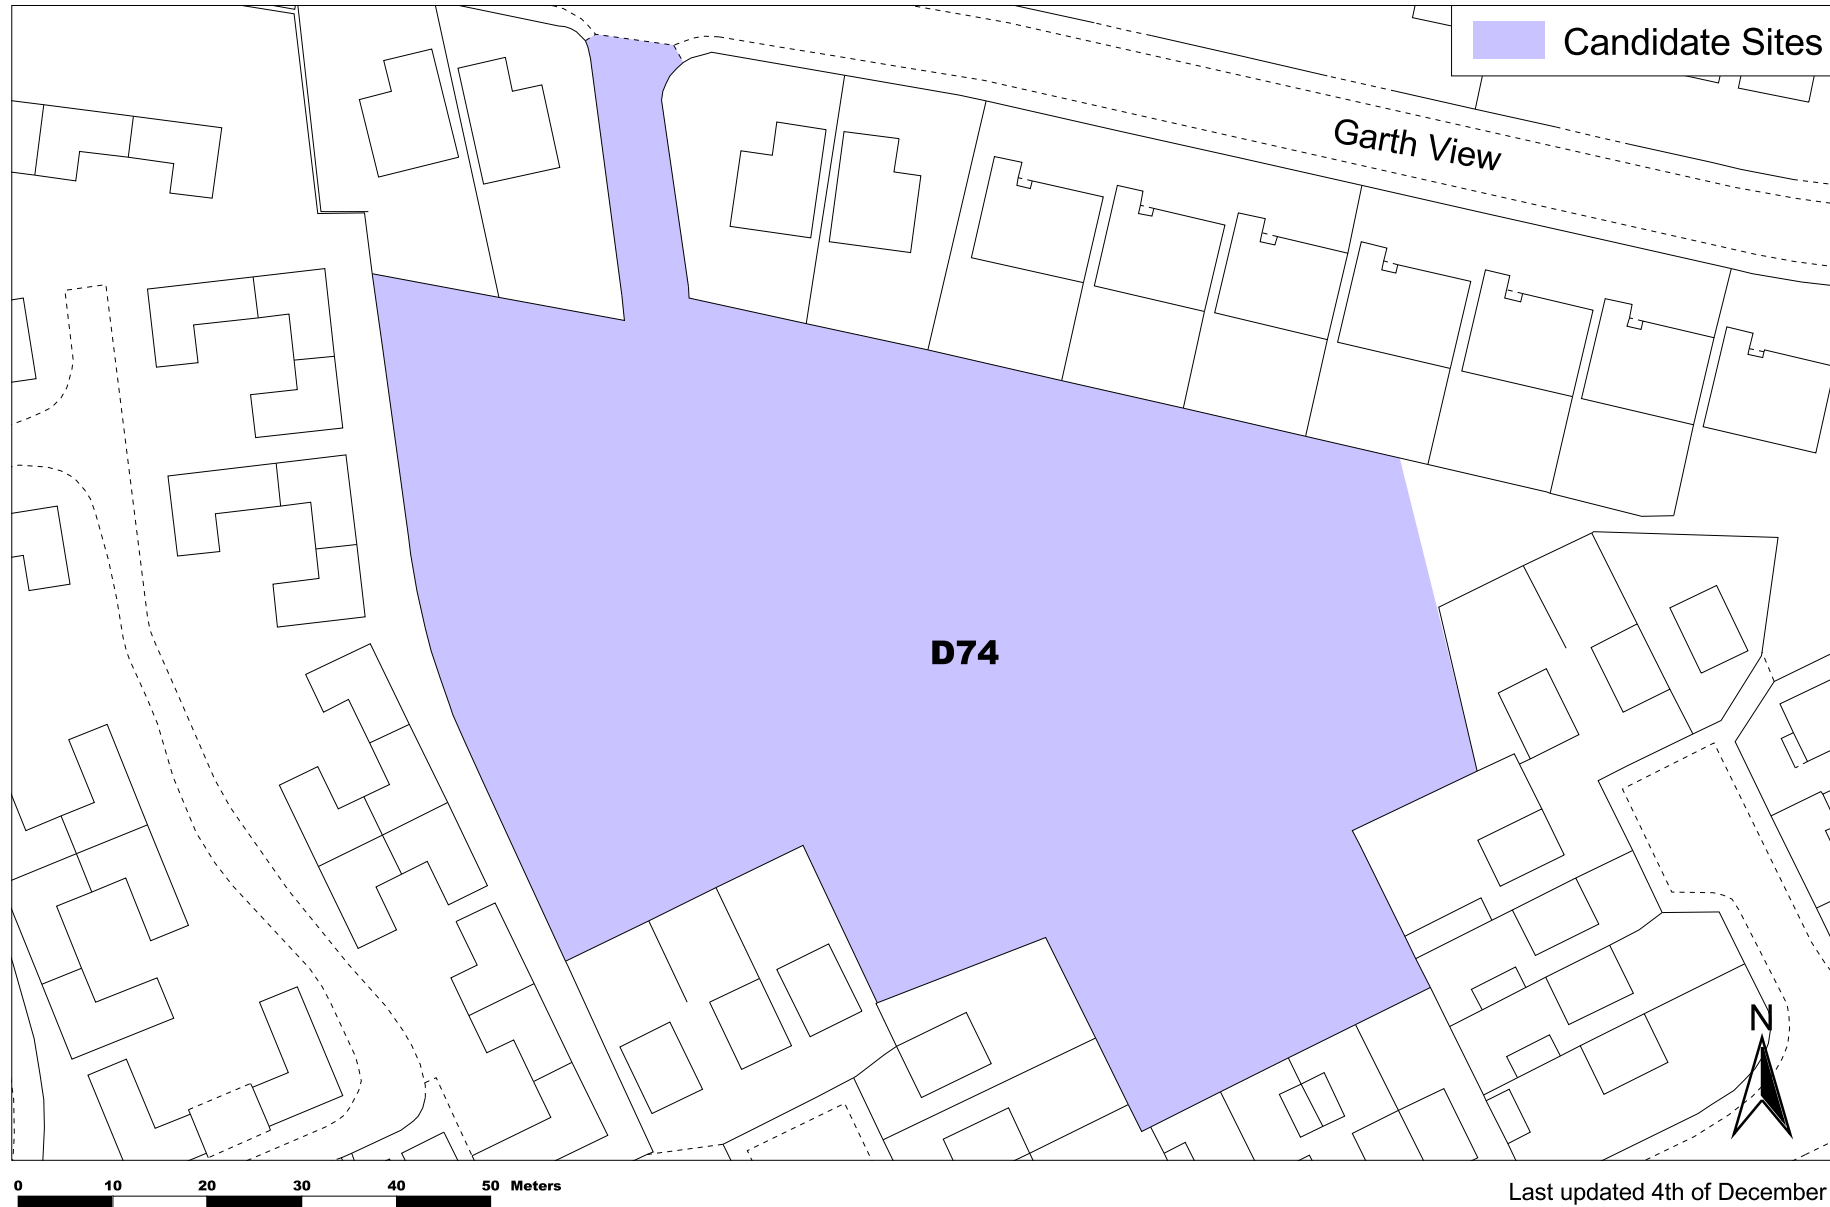 Candidate Sites
Garth View
D74
N
0 10 20 30 40 50 Meters
Last updated 4th of December